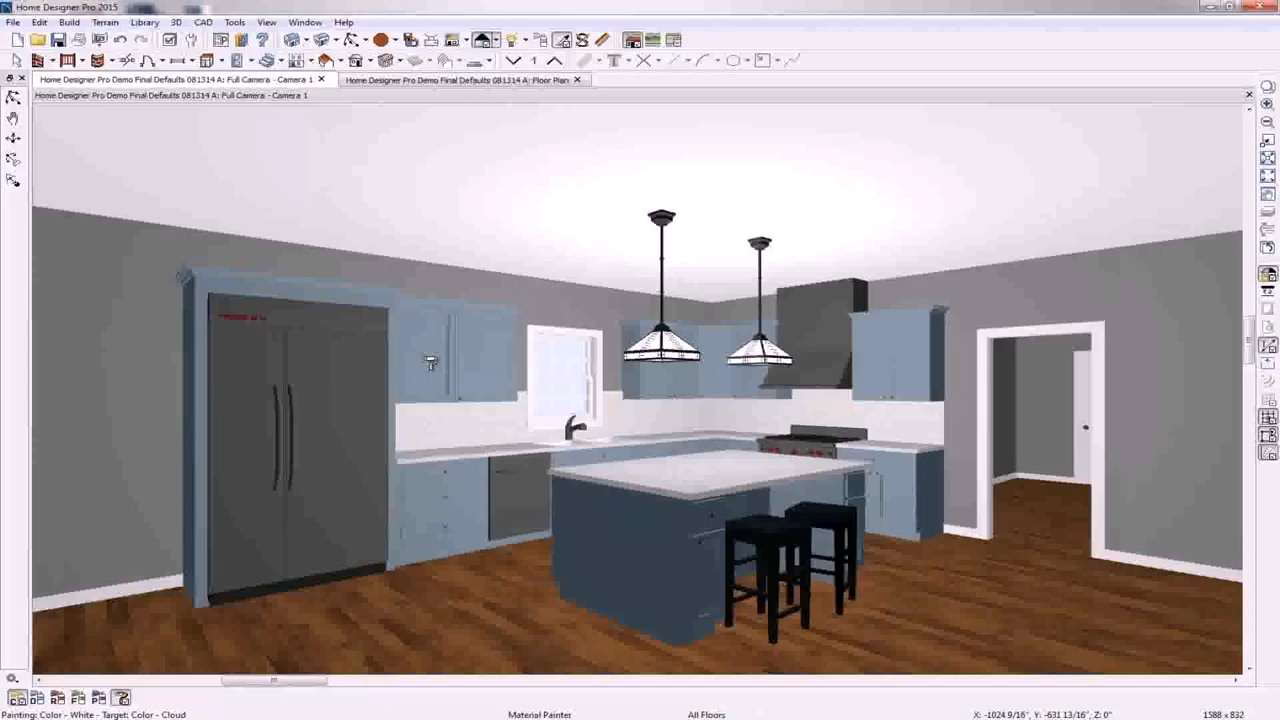 Home Designer Pro 2015
File Edit Build Terrain Library 3D CAD Tools View Window Help
Home Designer Pro Demo Final Defaults 081314 A: Full Camera - Camera 1 Home Designer Pro Demo Final Defaults 081314 A: Floor Plan
Home Designer Pro Demo Final Defaults 081314 A: Full Camera - Camera 1
Painting: Color - White - Target: Color - Cloud Material Painter All Floors X: -1024 9/16", Y: -631 13/16", Z: 0" 1588 x 832